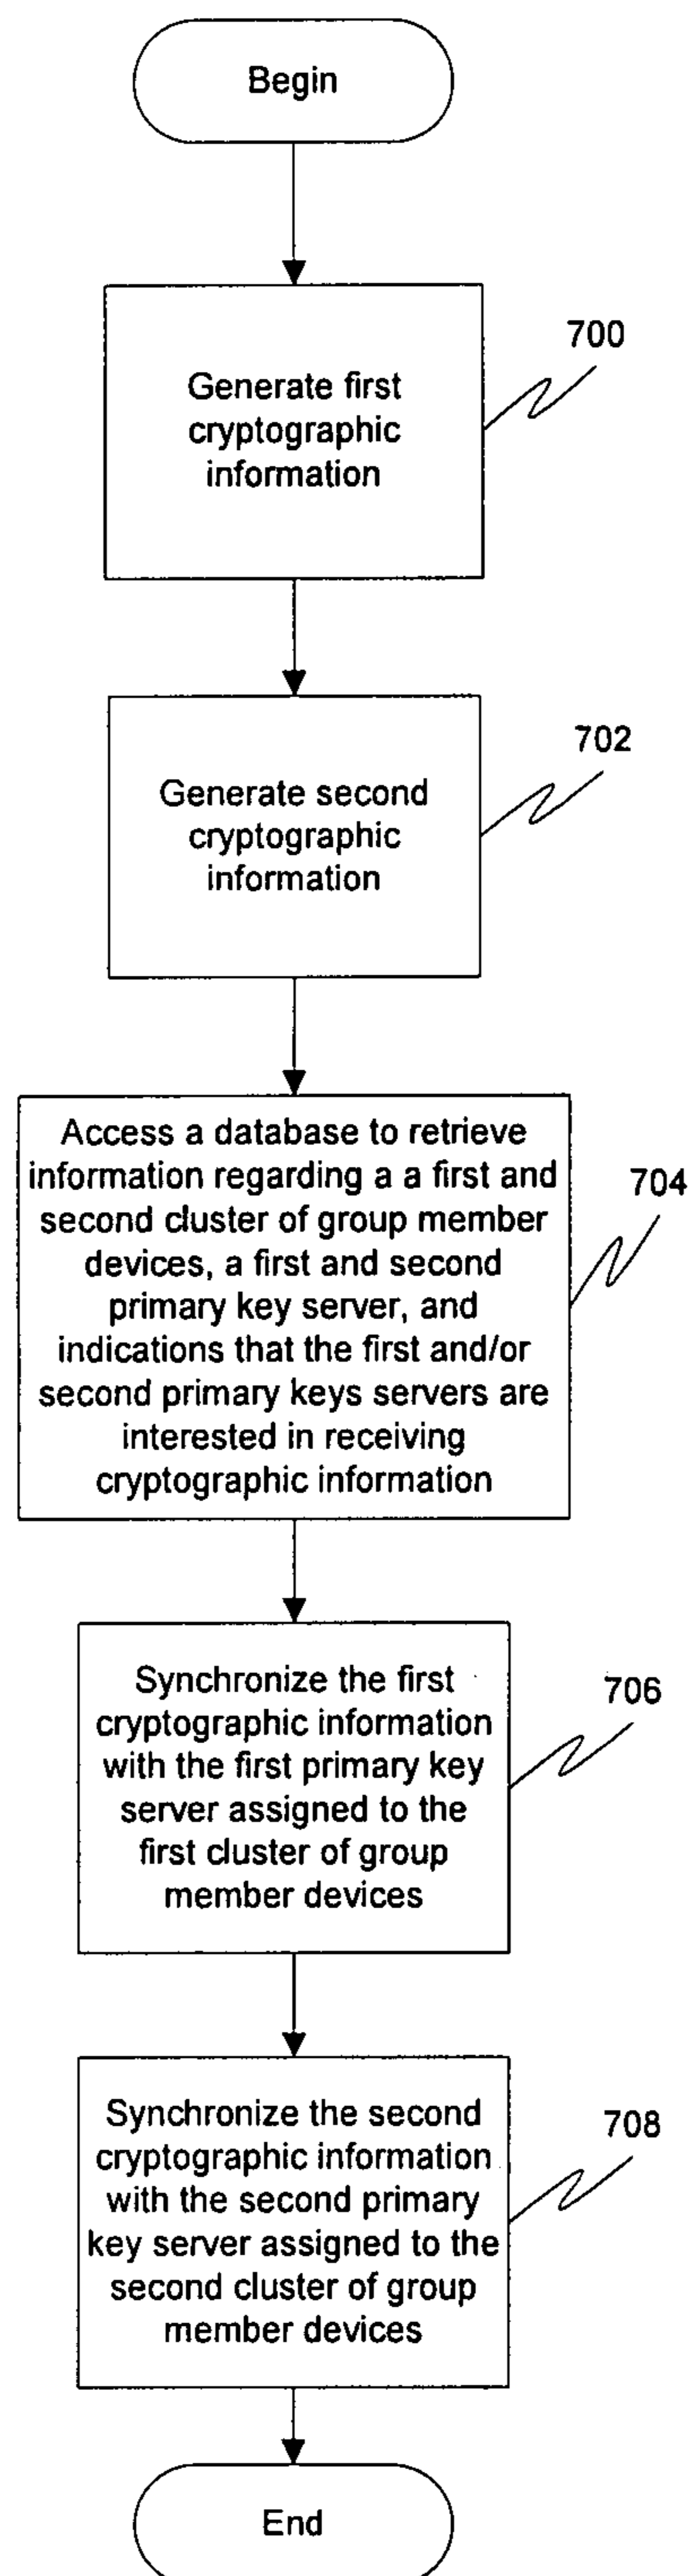 Begin
Generate first
cryptographic
information
700
Generate second
cryptographic
information
702
Access a database to retrieve
information regarding a a first and
second cluster of group member
devices, a first and second
primary key server, and
indications that the first and/or
second primary keys servers are
interested in receiving
cryptographic information
704
Synchronize the first
cryptographic information
with the first primary key
server assigned to the
first cluster of group
member devices
706
Synchronize the second
cryptographic information
with the second primary
key server assigned to the
second cluster of group
member devices
708
End